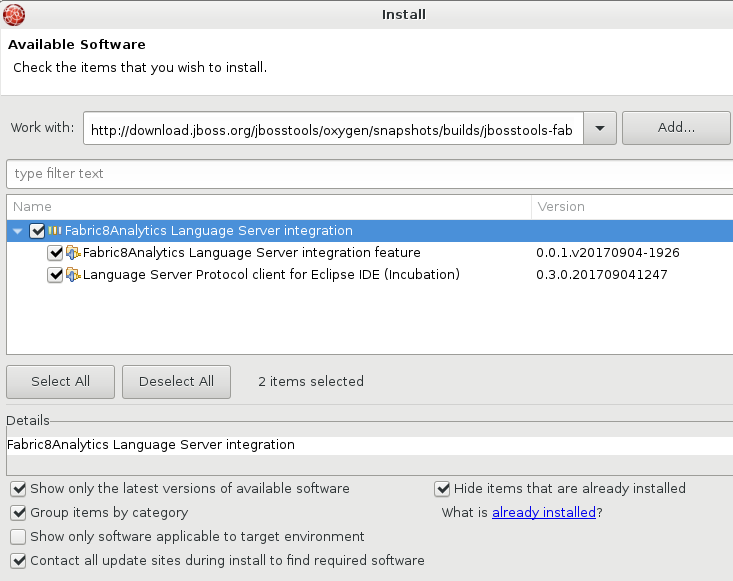 Install
Available Software
Check the items that you wish to install.
Work with: http://download.jboss.org/jbosstools/oxygen/snapshots/builds/jbosstools-fab Add...
type filter text
Name Version
Fabric8Analytics Language Server integration
Fabric8Analytics Language Server integration feature 0.0.1.v20170904-1926
Language Server Protocol client for Eclipse IDE (Incubation) 0.3.0.201709041247
Select All Deselect All 2 items selected
Details
Fabric8Analytics Language Server integration
Show only the latest versions of available software Hide items that are already installed
Group items by category What is already installed?
Show only software applicable to target environment
Contact all update sites during install to find required software